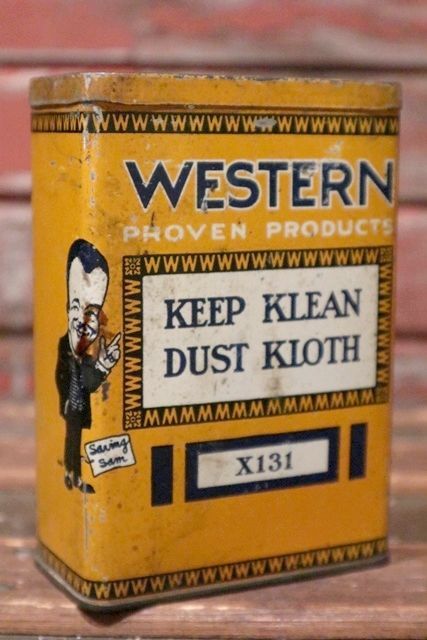 WESTERN
PROVEN PRODUCTS
KEEP KLEAN
DUST KLOTH
Saving
Sam
X131